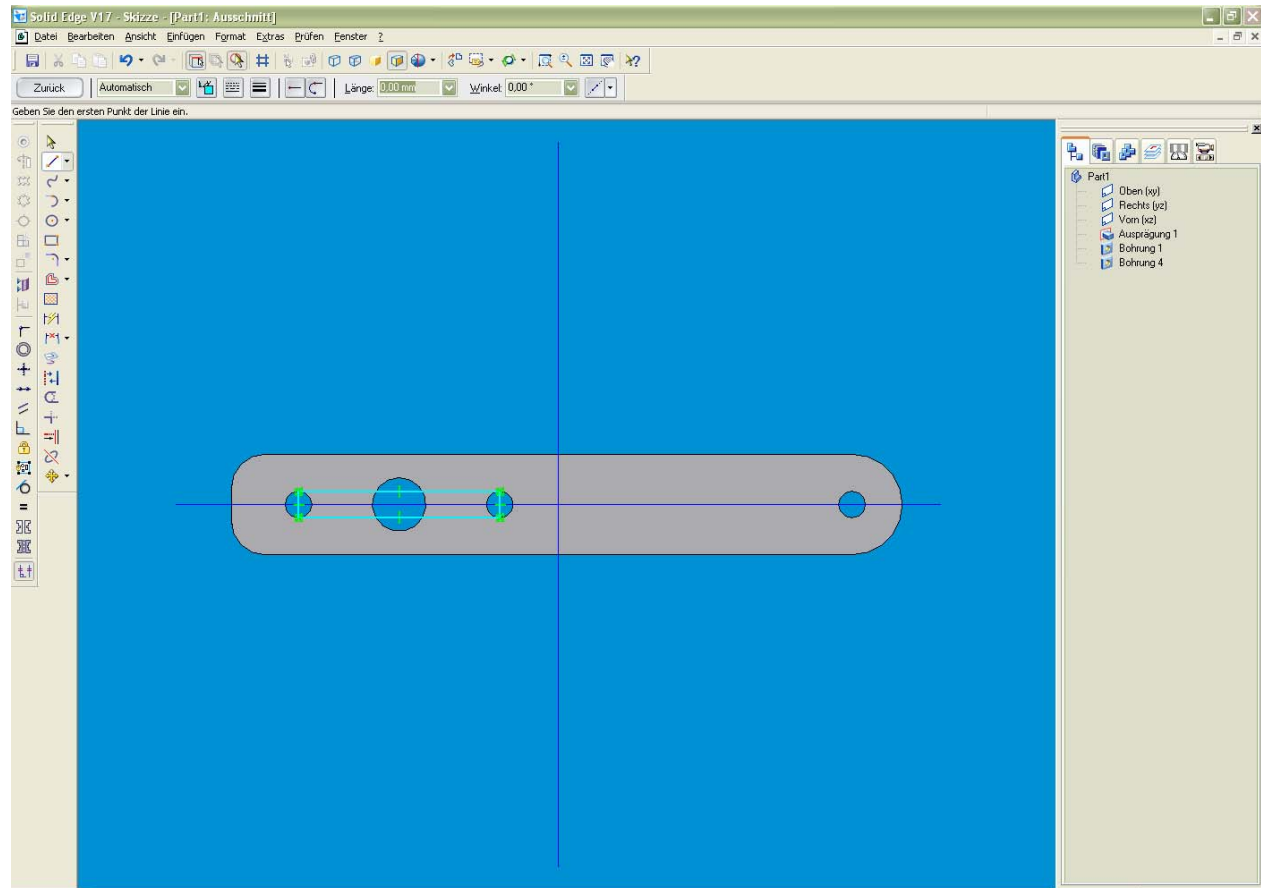 Solid Edge V17 - Skizze - [Part1: Ausschnitt]
Datei Bearbeiten Ansicht Einfügen Format Extras Prüfen Fenster ?
Zurück Automatisch Länge: 0,00 mm Winkel: 0,00 °
Geben Sie den ersten Punkt der Linie ein.
Part1
Oben (xy)
Rechts (yz)
Vorn (xz)
Ausprägung 1
Bohrung 1
Bohrung 4